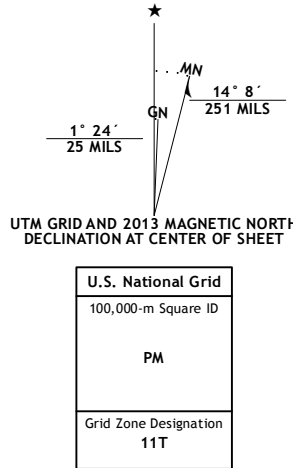 ★
MN
GN
14° 8´
251 MILS
1° 24´
25 MILS
UTM GRID AND 2013 MAGNETIC NORTH
DECLINATION AT CENTER OF SHEET
U.S. National Grid
100,000-m Square ID
PM
Grid Zone Designation
11T